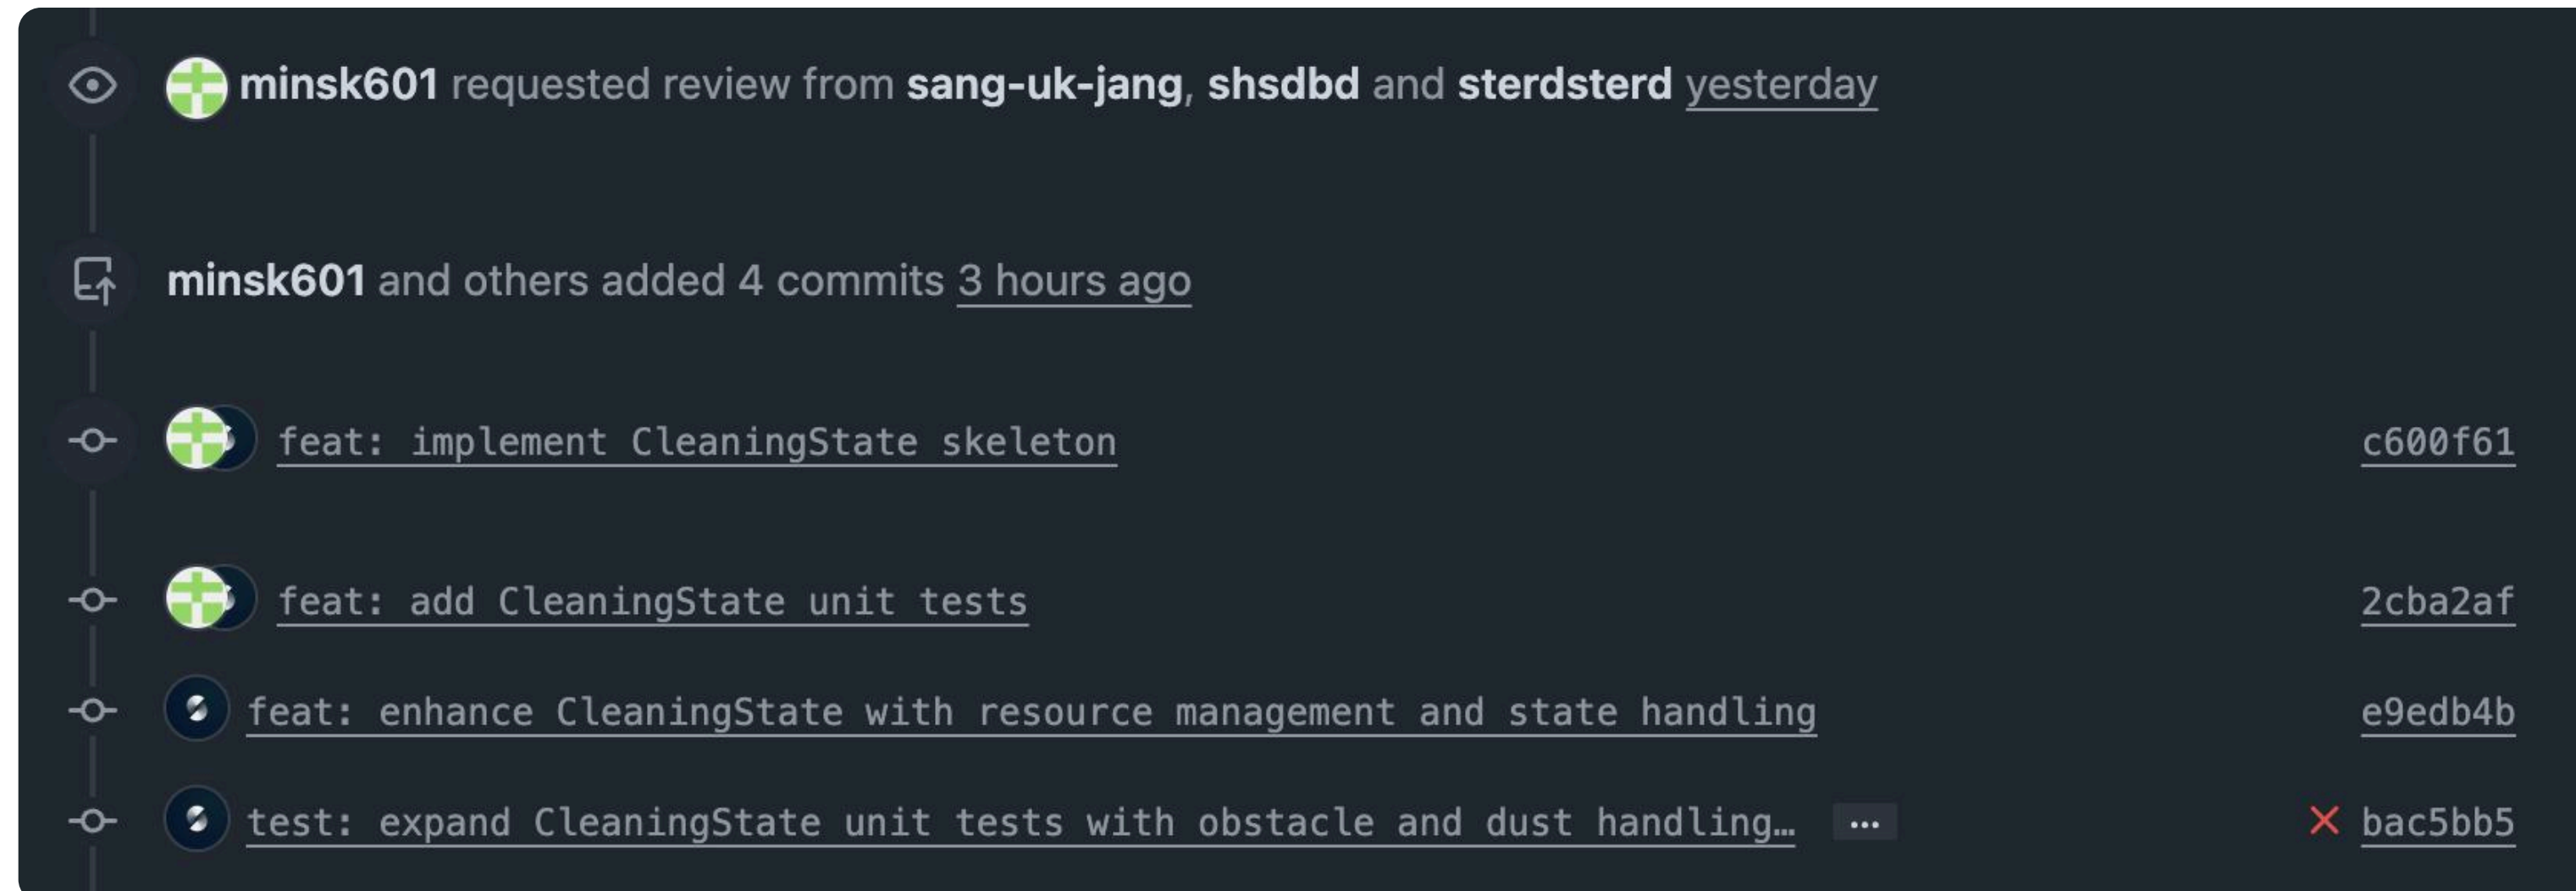 minsk601 requested review from sang-uk-jang, shsdbd and sterdsterd yesterday
minsk601 and others added 4 commits 3 hours ago
feat: implement CleaningState skeleton c600f61
feat: add CleaningState unit tests 2cba2af
feat: enhance CleaningState with resource management and state handling e9edb4b
test: expand CleaningState unit tests with obstacle and dust handling… ... bac5bb5